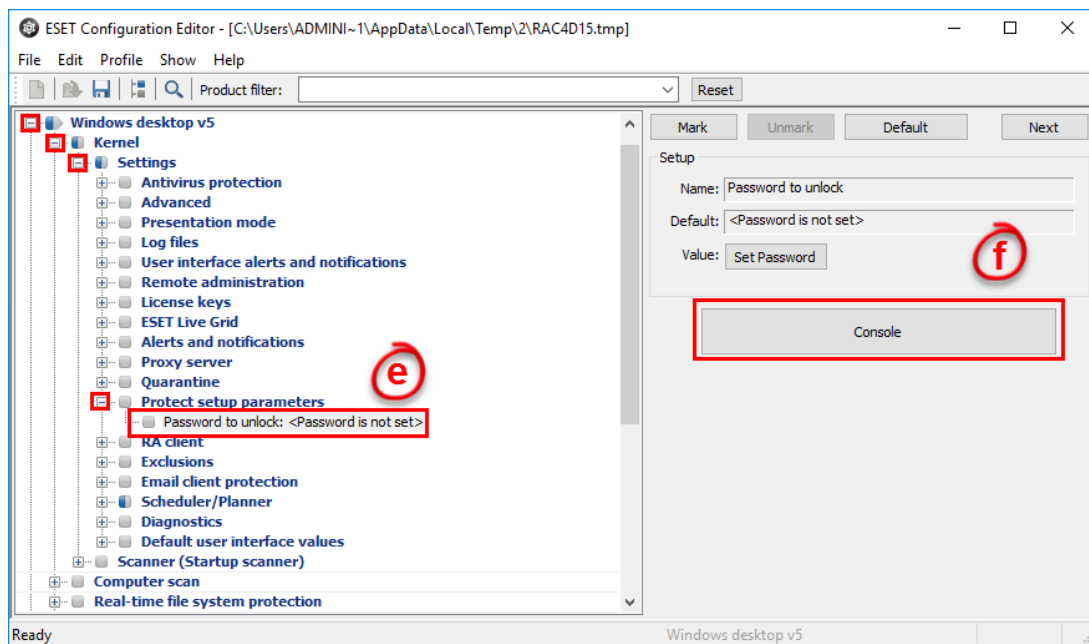 ESET Configuration Editor - [C:\Users\ADMINI~1\AppData\Local\Temp\2\RAC4D15.tmp]
File Edit Profile Show Help
Product filter: Reset
Windows desktop v5
Kernel
Settings
Antivirus protection
Advanced
Presentation mode
Log files
User interface alerts and notifications
Remote administration
License keys
ESET Live Grid
Alerts and notifications
Proxy server
Quarantine
Protect setup parameters
Password to unlock: <Password is not set>
RA client
Exclusions
Email client protection
Scheduler/Planner
Diagnostics
Default user interface values
Scanner (Startup scanner)
Computer scan
Real-time file system protection
e
Mark Unmark Default Next
Setup
Name: Password to unlock
Default: <Password is not set>
Value: Set Password
f
Console
Ready Windows desktop v5